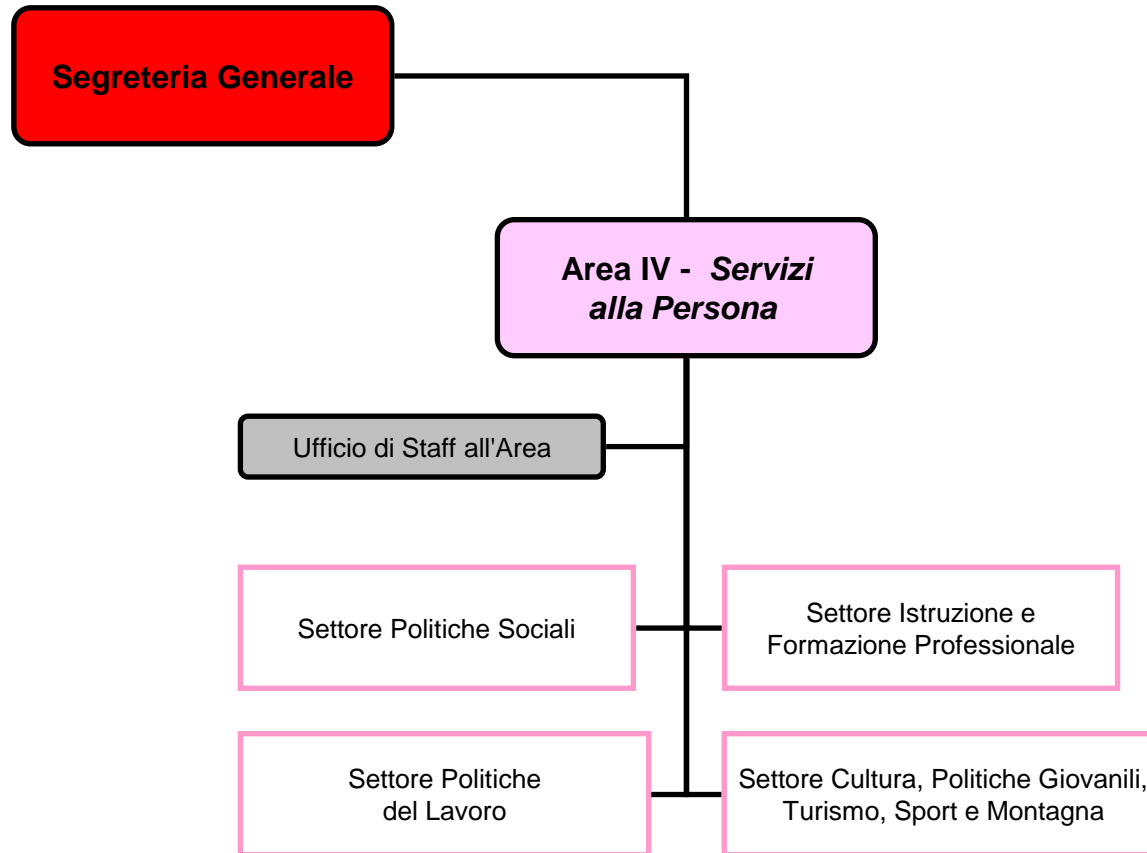 Segreteria Generale
Area IV - Servizi
alla Persona
Ufficio di Staff all'Area
Settore Politiche Sociali
Settore Istruzione e
Formazione Professionale
Settore Politiche
del Lavoro
Settore Cultura, Politiche Giovanili,
Turismo, Sport e Montagna